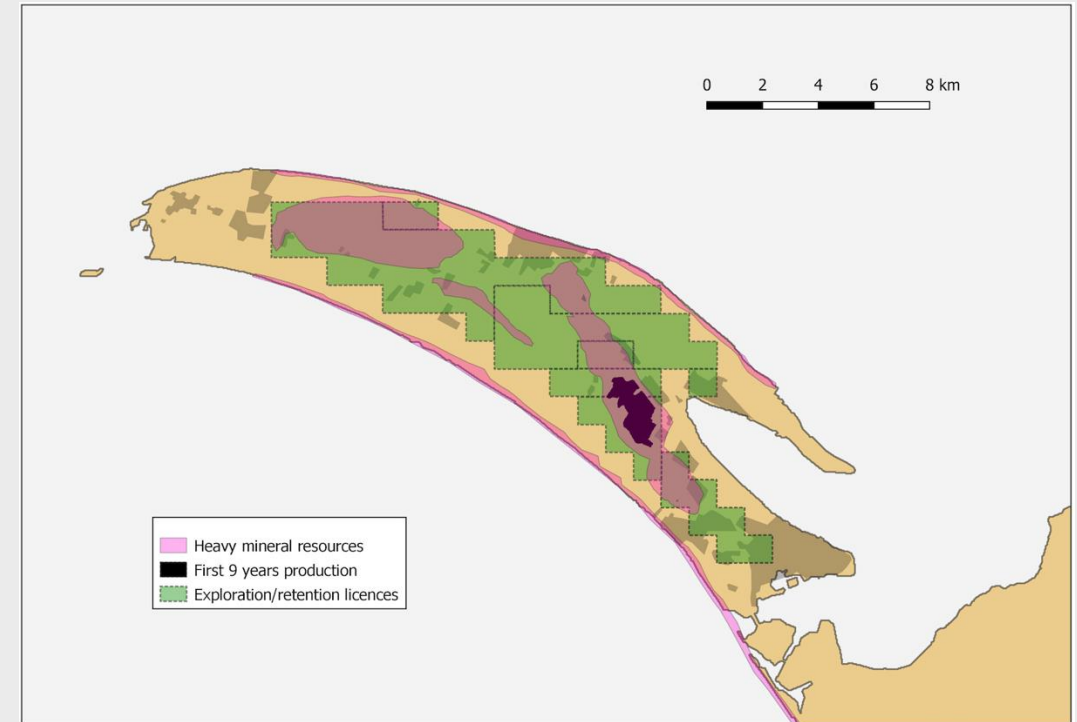 0 2 4 6 8 km
Heavy mineral resources
First 9 years production
Exploration/retention licences